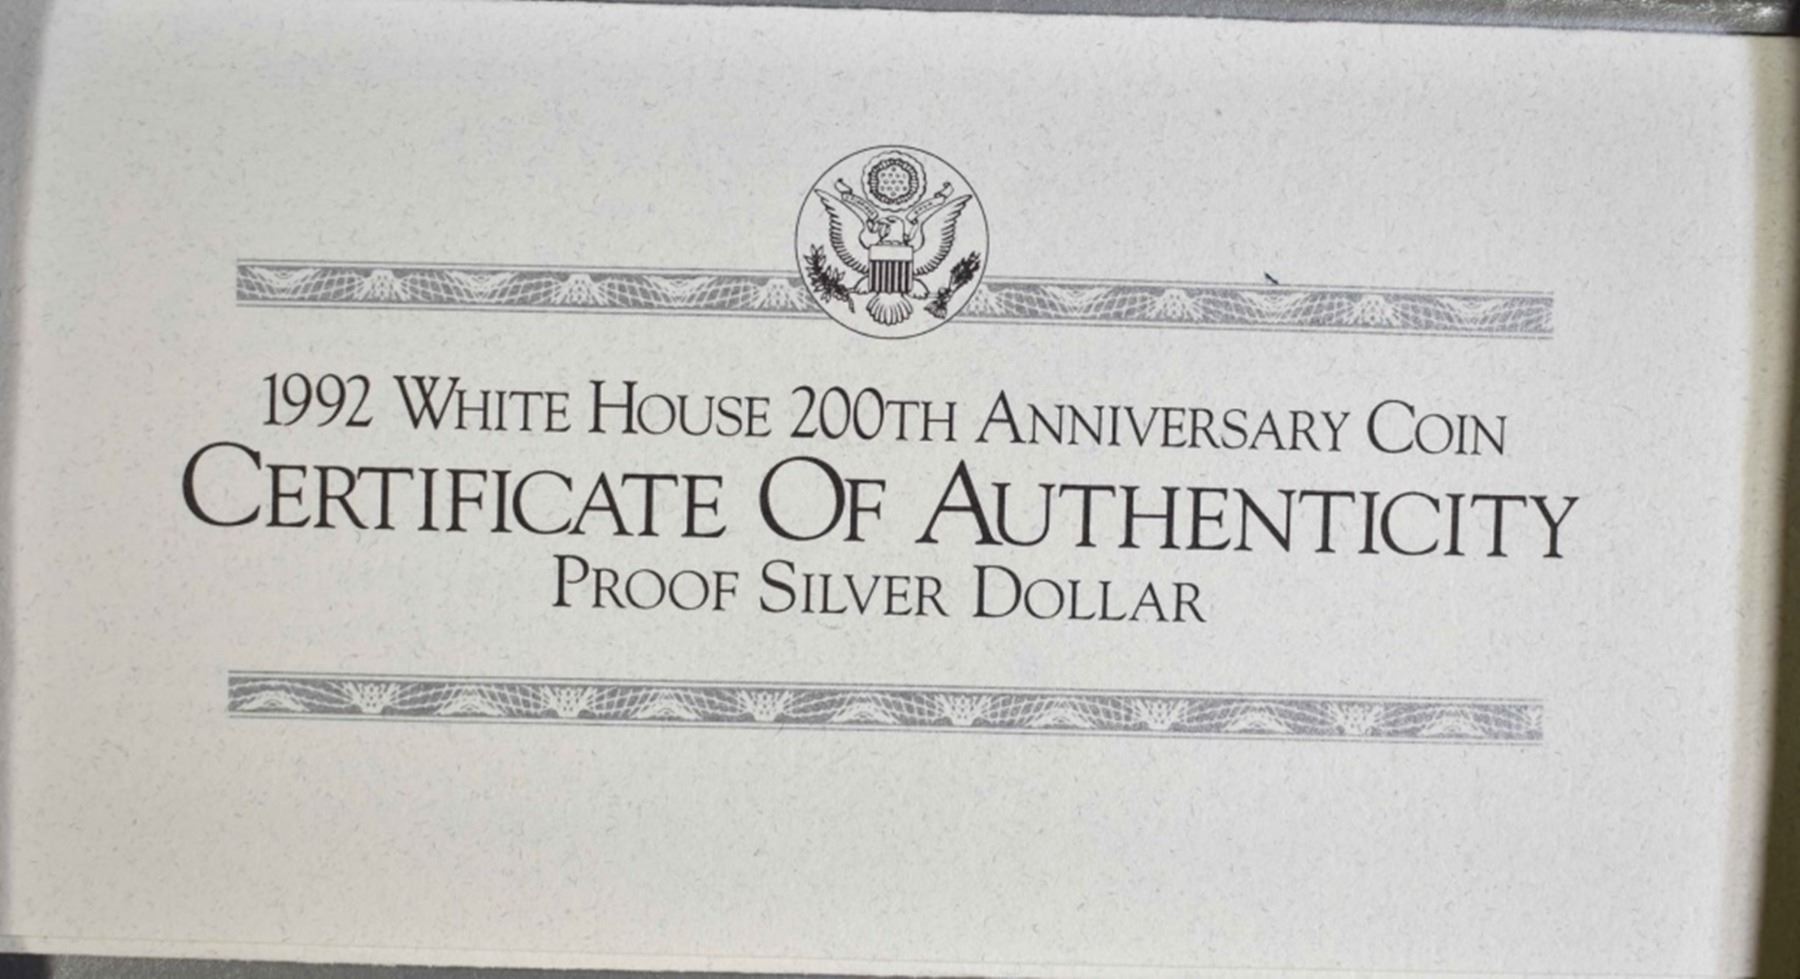 1992 White House 200th Anniversary Coin
Certificate Of Authenticity
Proof Silver Dollar